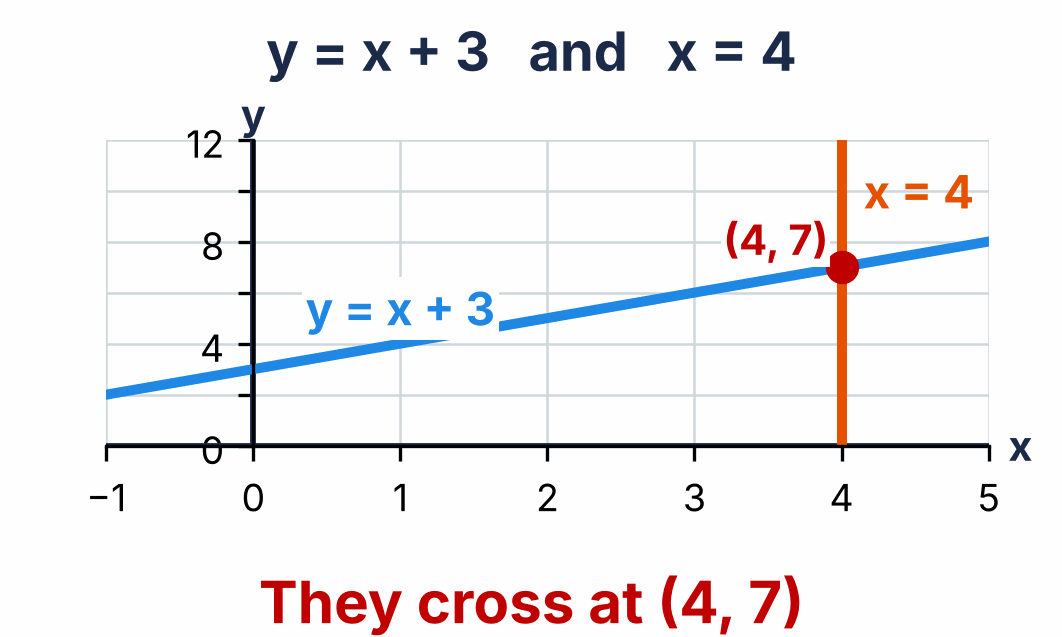 y = x + 3 and x = 4
y
12
x = 4
(4, 7)
8
y = x + 3
4
0
x
−1 0 1 2 3 4 5
They cross at (4, 7)